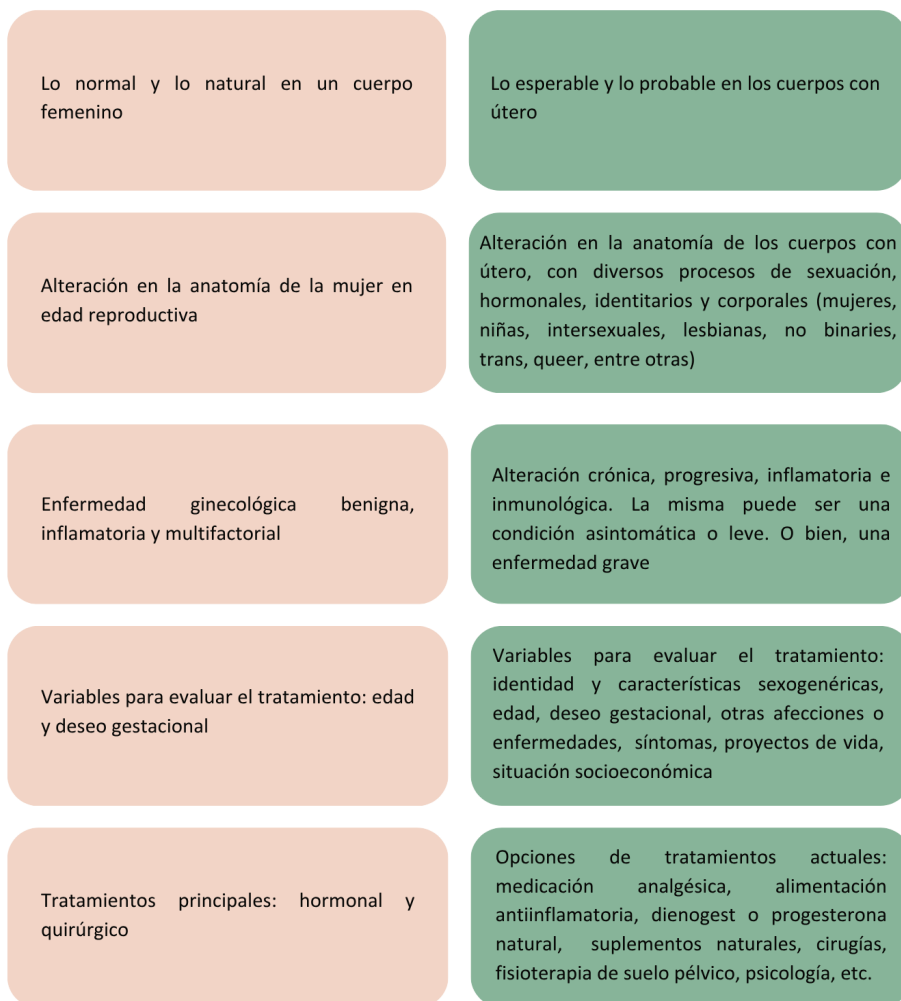 Lo normal y lo natural en un cuerpo
femenino
Lo esperable y lo probable en los cuerpos con
útero
Alteración en la anatomía de la mujer en
edad reproductiva
Alteración en la anatomía de los cuerpos con
útero, con diversos procesos de sexuación,
hormonales, identitarios y corporales (mujeres,
niñas, intersexuales, lesbianas, no binaries,
trans, queer, entre otras)
Enfermedad ginecológica benigna,
inflamatoria y multifactorial
Alteración crónica, progresiva, inflamatoria e
inmunológica. La misma puede ser una
condición asintomática o leve. O bien, una
enfermedad grave
Variables para evaluar el tratamiento: edad
y deseo gestacional
Variables para evaluar el tratamiento:
identidad y características sexogenéricas,
edad, deseo gestacional, otras afecciones o
enfermedades, síntomas, proyectos de vida,
situación socioeconómica
Tratamientos principales: hormonal y
quirúrgico
Opciones de tratamientos actuales:
medicación analgésica, alimentación
antiinflamatoria, dienogest o progesterona
natural, suplementos naturales, cirugías,
fisioterapia de suelo pélvico, psicología, etc.